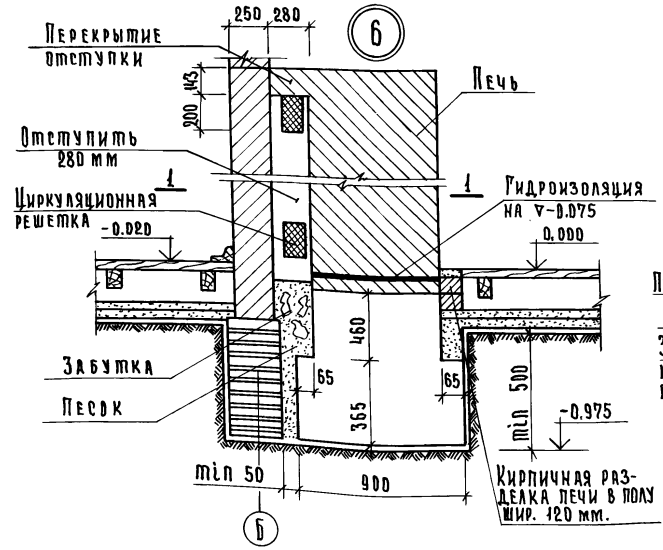 250 280
6
ПЕРЕКРЫТИЕ
ОТСТУПКИ
143
200
ПЕЧЬ
ОТСТУПИТЬ
280 ММ
1 1
ЦИРКУЛЯЦИОННАЯ
РЕШЕТКА
ГИДРОИЗОЛЯЦИЯ
НА ▽-0.075
-0.020
0.000
460
365
65 65
ЗАБУТКА
ПЕСОК
min 500
-0.975
min 50 900
Б
КИРПИЧНАЯ РАЗ-
ДЕЛКА ПЕЧИ В ПОЛУ
ШИР. 120 ММ.